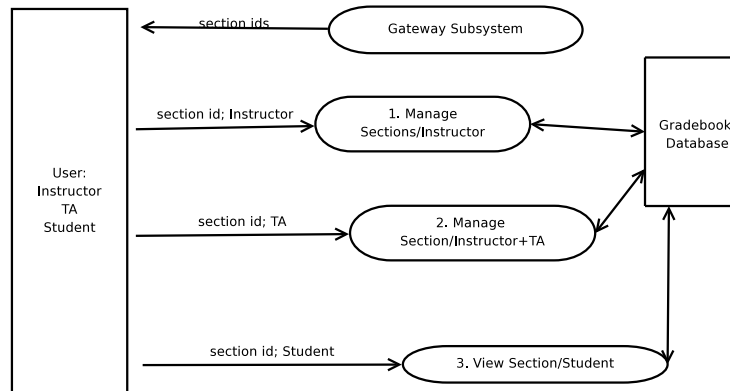 section ids
Gateway Subsystem
section id; Instructor
1. Manage
Sections/Instructor
Gradebook
Database
User:
Instructor
TA
Student
section id; TA
2. Manage
Section/Instructor+TA
section id; Student
3. View Section/Student